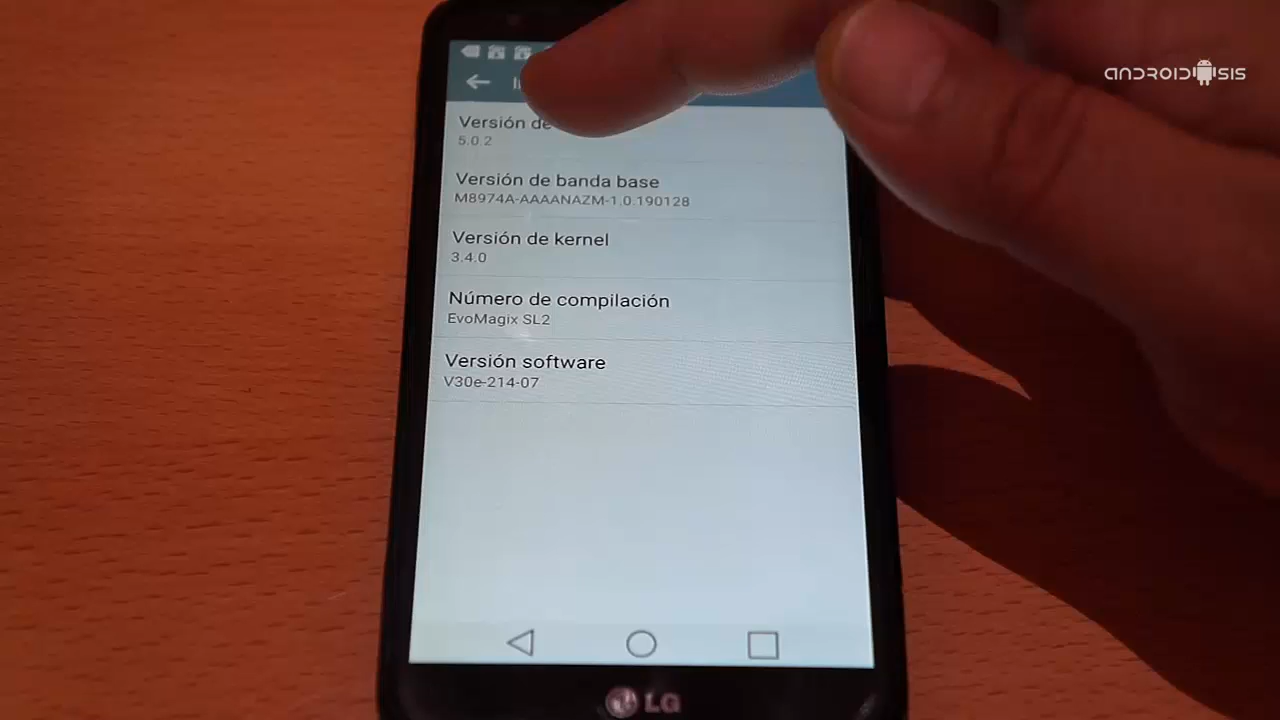 ANDROIDSIS
Versión de
5.0.2
Versión de banda base
M8974A-AAAANAZM-1.0.190128
Versión de kernel
3.4.0
Número de compilación
EvoMagix SL2
Versión software
V30e-214-07
LG